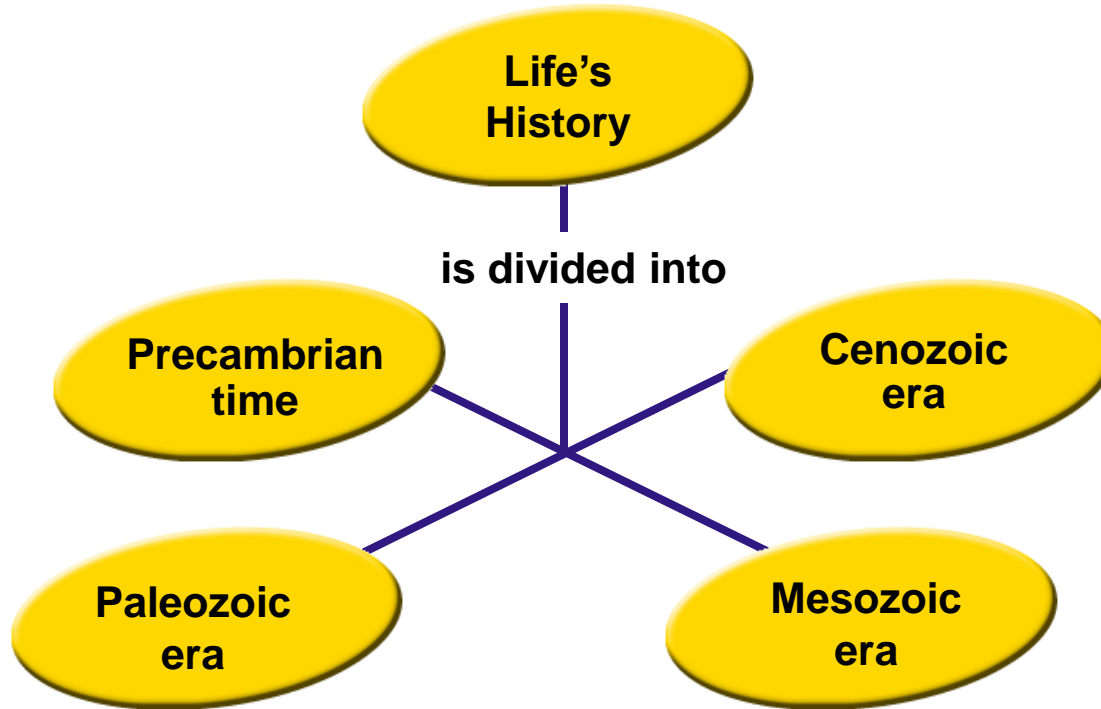 Life’s
History
is divided into
Precambrian
time
Cenozoic
era
Paleozoic
era
Mesozoic
era